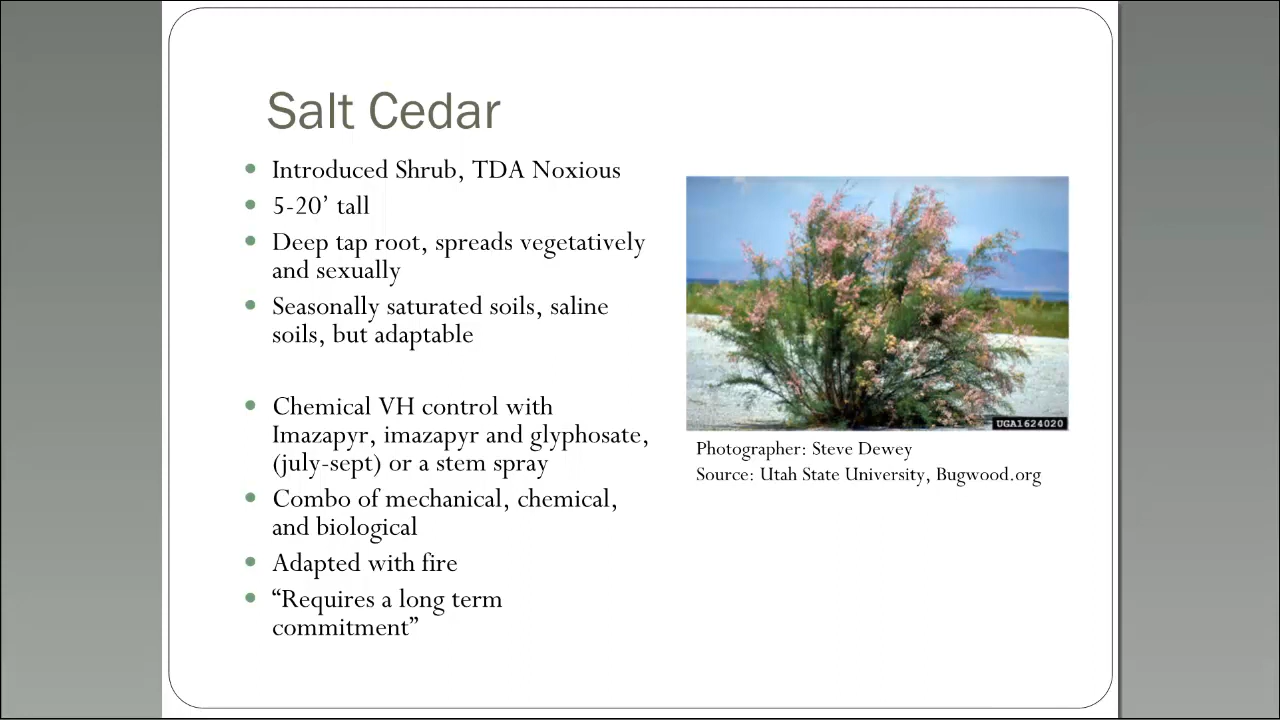 Salt Cedar
Introduced Shrub, TDA Noxious
5-20’ tall
Deep tap root, spreads vegetatively
and sexually
Seasonally saturated soils, saline
soils, but adaptable
Chemical VH control with
Imazapyr, imazapyr and glyphosate,
(july-sept) or a stem spray
Combo of mechanical, chemical,
and biological
Adapted with fire
“Requires a long term
commitment”
UGA1624020
Photographer: Steve Dewey
Source: Utah State University, Bugwood.org